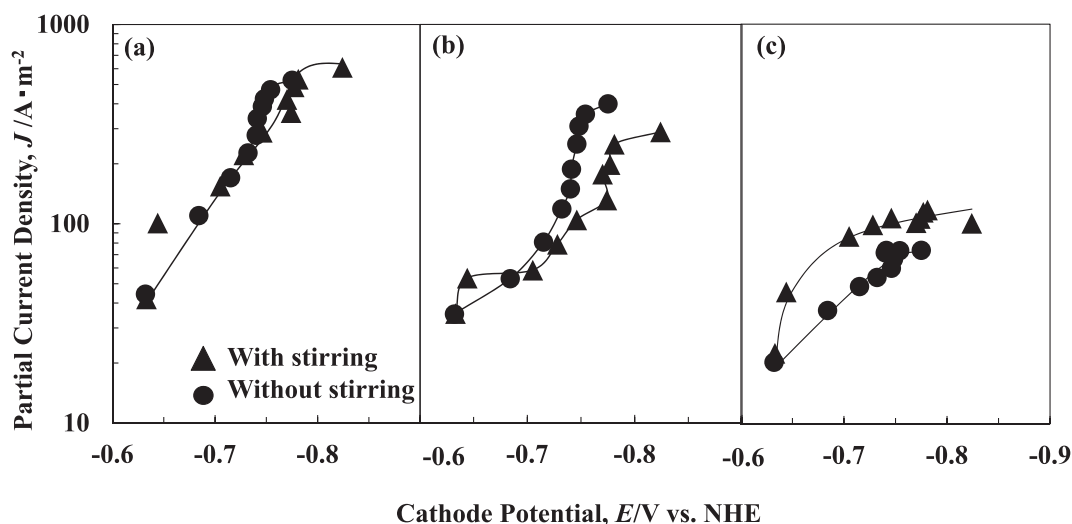 1000
(a)
(b)
(c)
Partial Current Density, J /A·m-2
100
With stirring
Without stirring
10
-0.6
-0.7
-0.8
-0.6
-0.7
-0.8
-0.6
-0.7
-0.8
-0.9
Cathode Potential, E/V vs. NHE